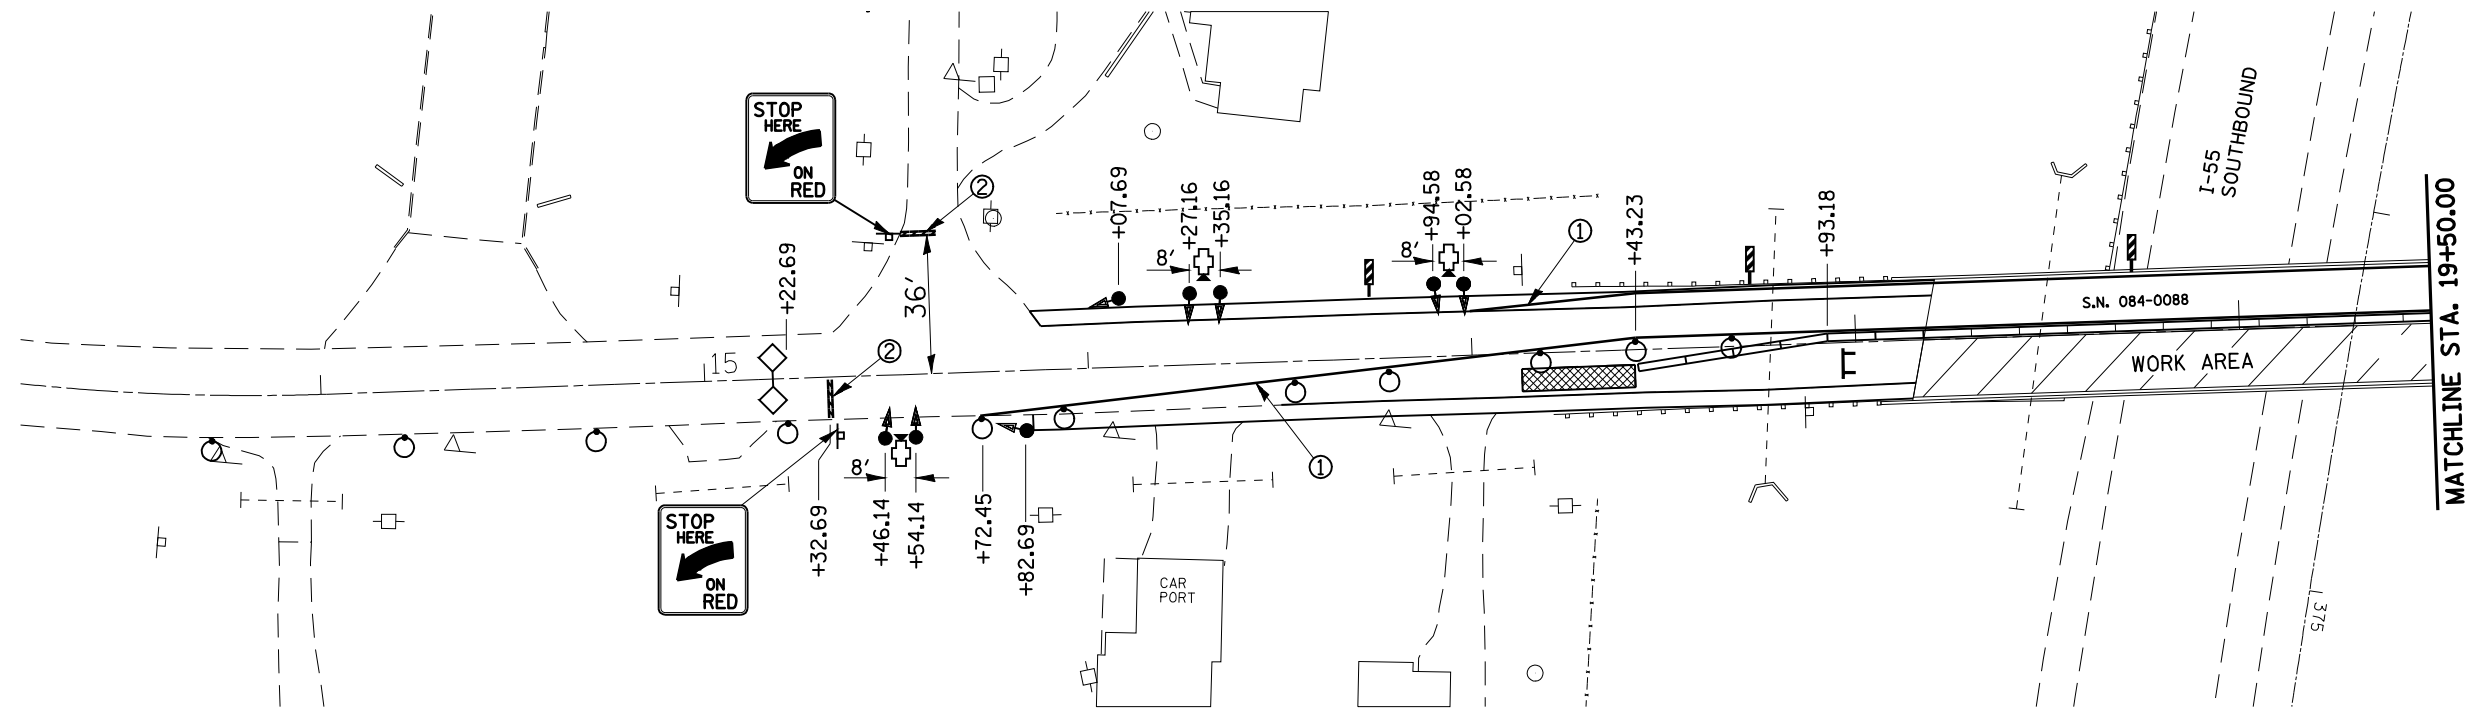 STOP
HERE
ON
RED
②
+07.69
+27.16
+35.16
8'
+94.58
+02.58
8'
①
+43.23
+93.18
I-55
SOUTHBOUND
MATCHLINE STA. 19+50.00
+22.69
36'
S.N. 084-0088
15
②
WORK AREA
8'
①
STOP
HERE
ON
RED
+32.69
+46.14
+54.14
+72.45
+82.69
CAR
PORT
375